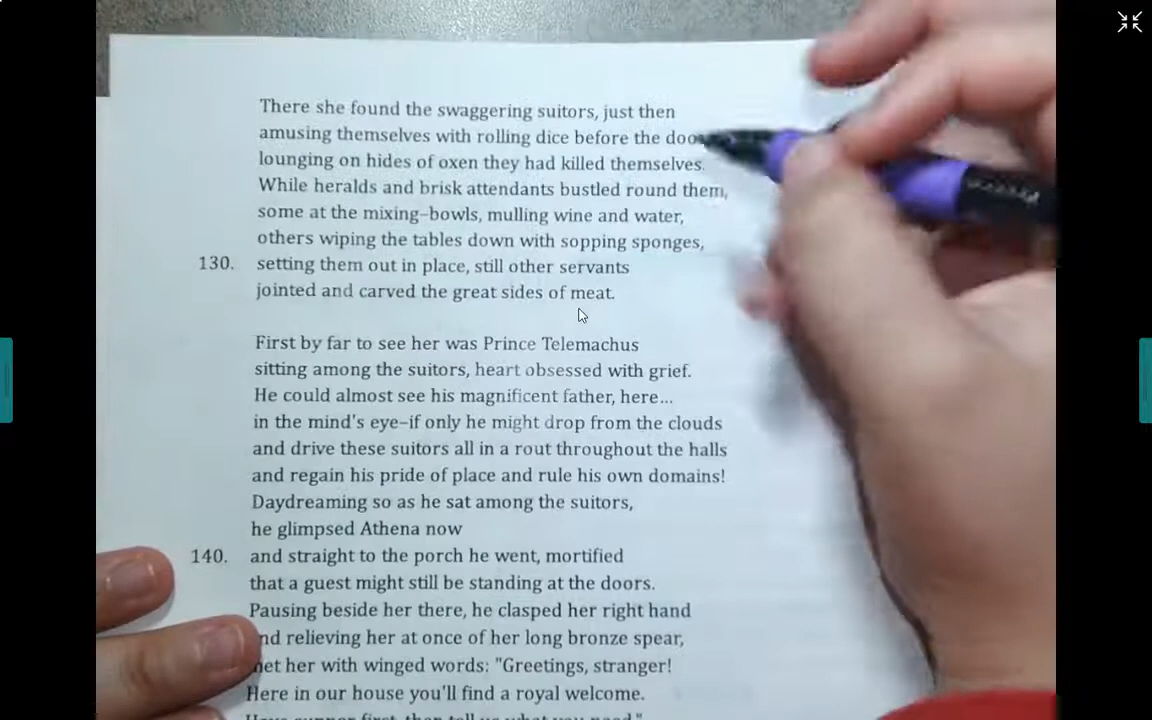 There she found the swaggering suitors, just then
amusing themselves with rolling dice before the
lounging on hides of oxen they had killed themselves.
While heralds and brisk attendants bustled round them,
some at the mixing-bowls, mulling wine and water,
others wiping the tables down with sopping sponges,
130. setting them out in place, still other servants
jointed and carved the great sides of meat.
First by far to see her was Prince Telemachus
sitting among the suitors, heart obsessed with grief.
He could almost see his magnificent father, here...
in the mind's eye–if only he might drop from the clouds
and drive these suitors all in a rout throughout the halls
and regain his pride of place and rule his own domains!
Daydreaming so as he sat among the suitors,
he glimpsed Athena now
140. and straight to the porch he went, mortified
that a guest might still be standing at the doors.
Pausing beside her there, he clasped her right hand
and relieving her at once of her long bronze spear,
met her with winged words: "Greetings, stranger!
Here in our house you'll find a royal welcome.